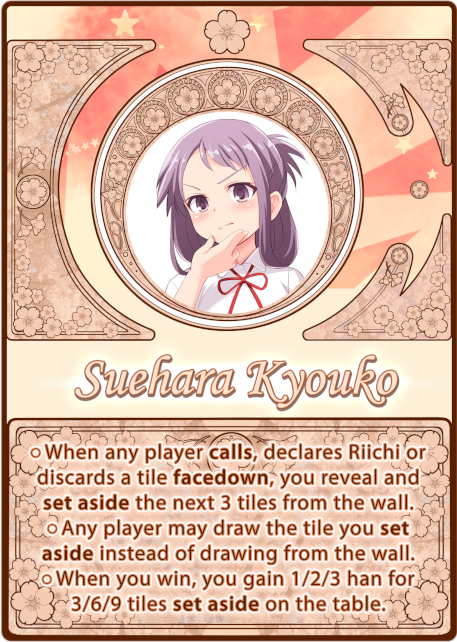 Suehara Kyouko
○When any player calls, declares Riichi or
discards a tile facedown, you reveal and
set aside the next 3 tiles from the wall.
○Any player may draw the tile you set
aside instead of drawing from the wall.
○When you win, you gain 1/2/3 han for
3/6/9 tiles set aside on the table.